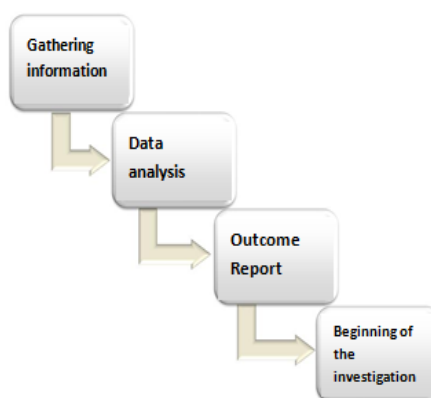 Gathering
information
Data
analysis
Outcome
Report
Beginning of
the
investigation